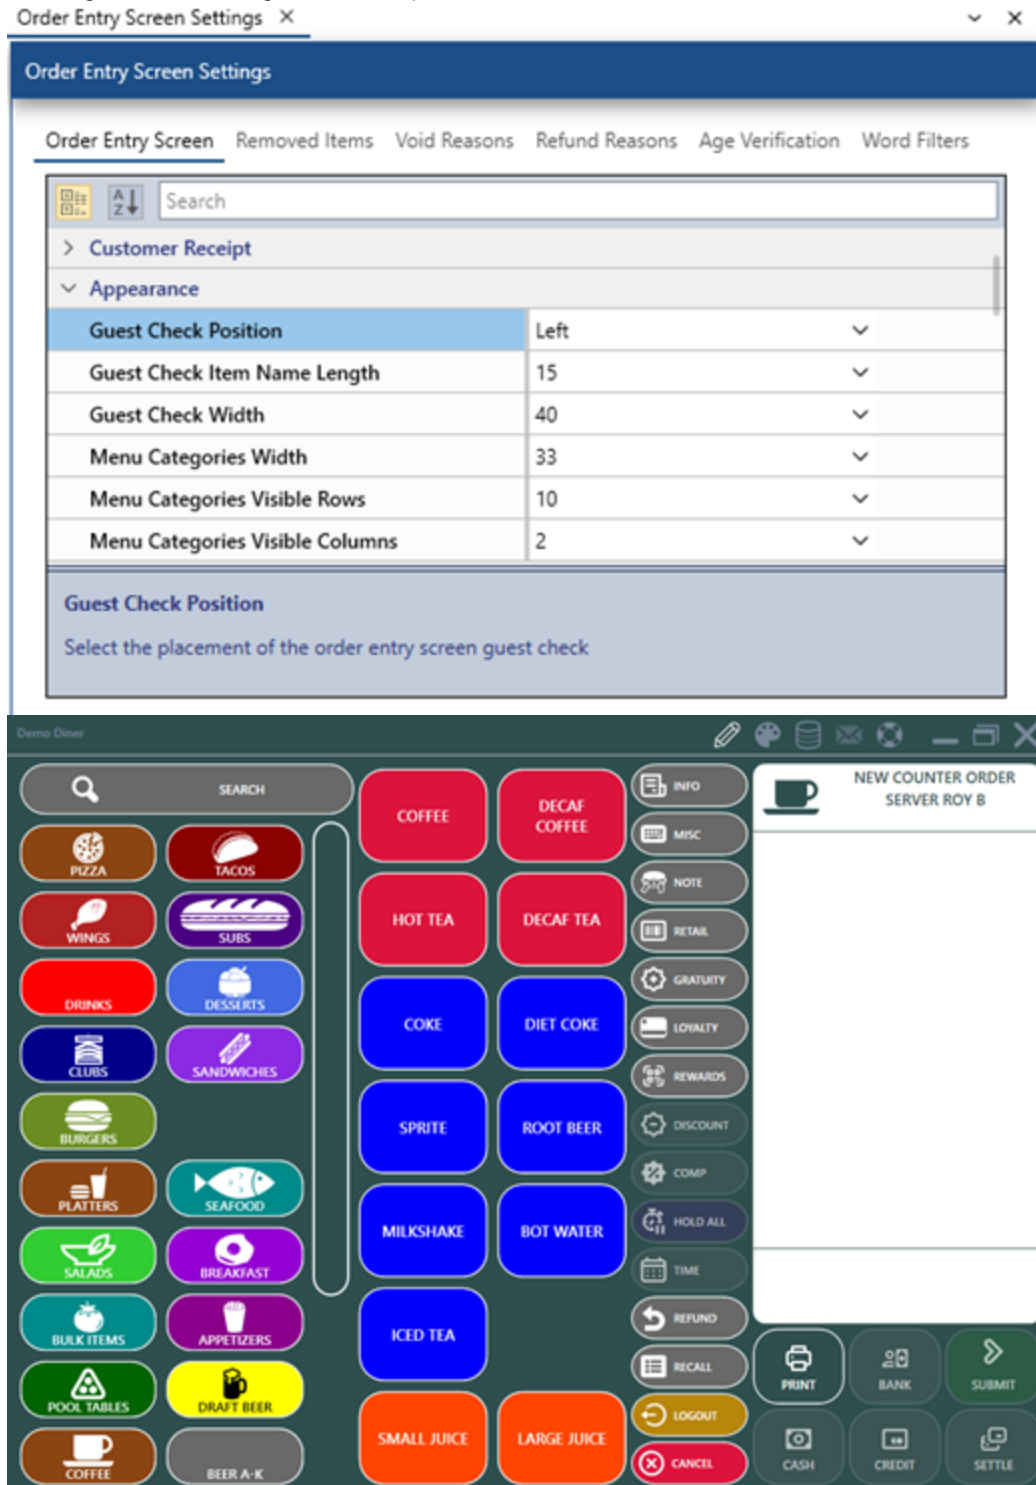 Order Entry Screen Settings
Order Entry Screen Settings
Order Entry Screen Removed Items Void Reasons Refund Reasons Age Verification Word Filters
A
Z
Search
Customer Receipt
Appearance
Guest Check Position Left
Guest Check Item Name Length 15
Guest Check Width 40
Menu Categories Width 33
Menu Categories Visible Rows 10
Menu Categories Visible Columns 2
Guest Check Position
Select the placement of the order entry screen guest check
Demo Diner
SEARCH
PIZZA TACOS
WINGS SUBS
DRINKS DESSERTS
CLUBS SANDWICHES
BURGERS
PLATTERS SEAFOOD
SALADS BREAKFAST
BULK ITEMS APPETIZERS
POOL TABLES DRAFT BEER
COFFEE BEER A-K
COFFEE DECAF
COFFEE
HOT TEA DECAF TEA
COKE DIET COKE
SPRITE ROOT BEER
MILKSHAKE BOT WATER
ICED TEA
SMALL JUICE LARGE JUICE
INFO
MISC
NOTE
RETAIL
GRATUITY
LOYALTY
REWARDS
DISCOUNT
COMP
HOLD ALL
TIME
REFUND
RECALL
LOGOUT
CANCEL
NEW COUNTER ORDER
SERVER ROY B
PRINT BANK SUBMIT
CASH CREDIT SETTLE